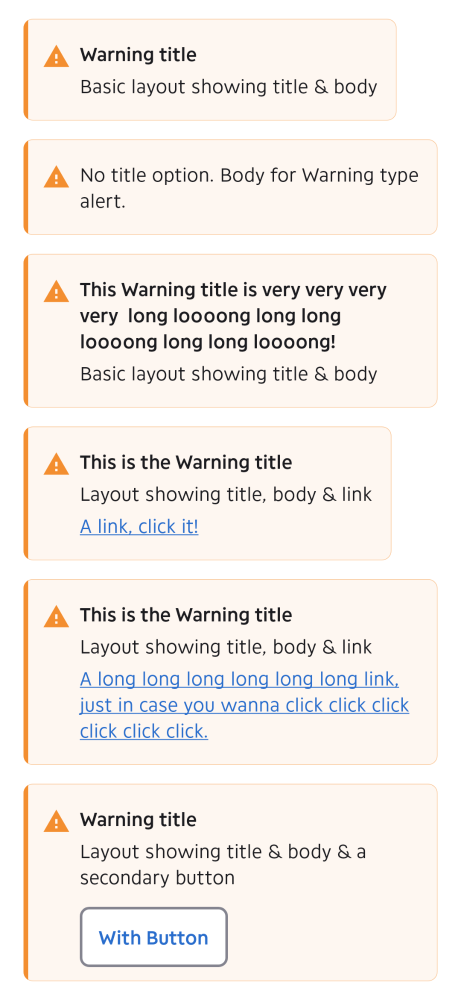 Warning title
Basic layout showing title & body
No title option. Body for Warning type
alert.
This Warning title is very very very
very  long loooong long long
loooong long long loooong!
Basic layout showing title & body
This is the Warning title
Layout showing title, body & link
A link, click it!
This is the Warning title
Layout showing title, body & link
A long long long long long long link,
just in case you wanna click click click
click click click.
Warning title
Layout showing title & body & a
secondary button
With Button